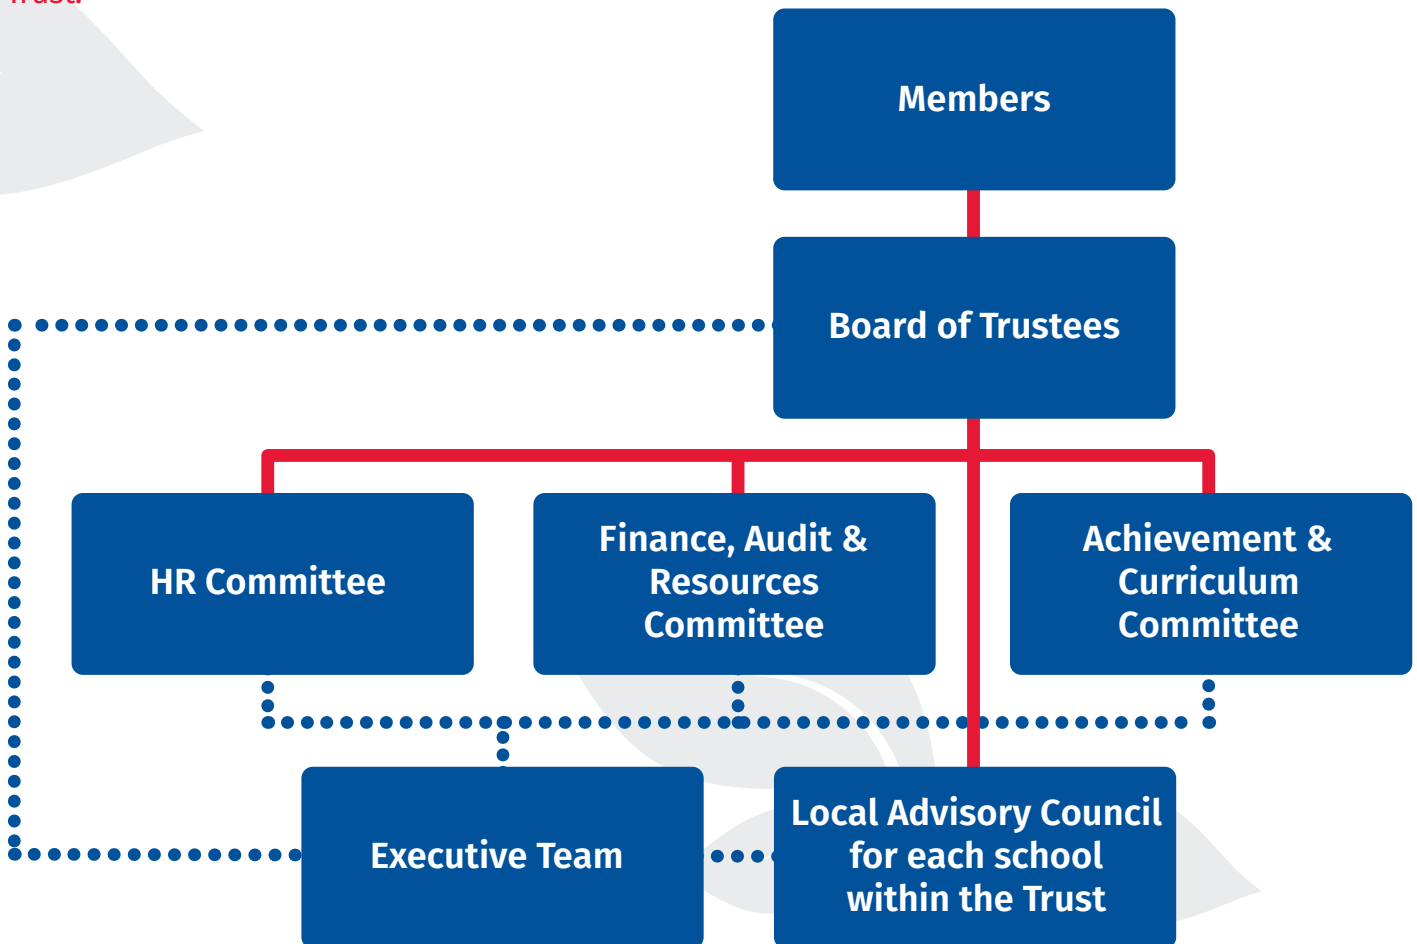 Trust.
Members
Board of Trustees
HR Committee
Finance, Audit &
Resources
Committee
Achievement &
Curriculum
Committee
Executive Team
Local Advisory Council
for each school
within the Trust